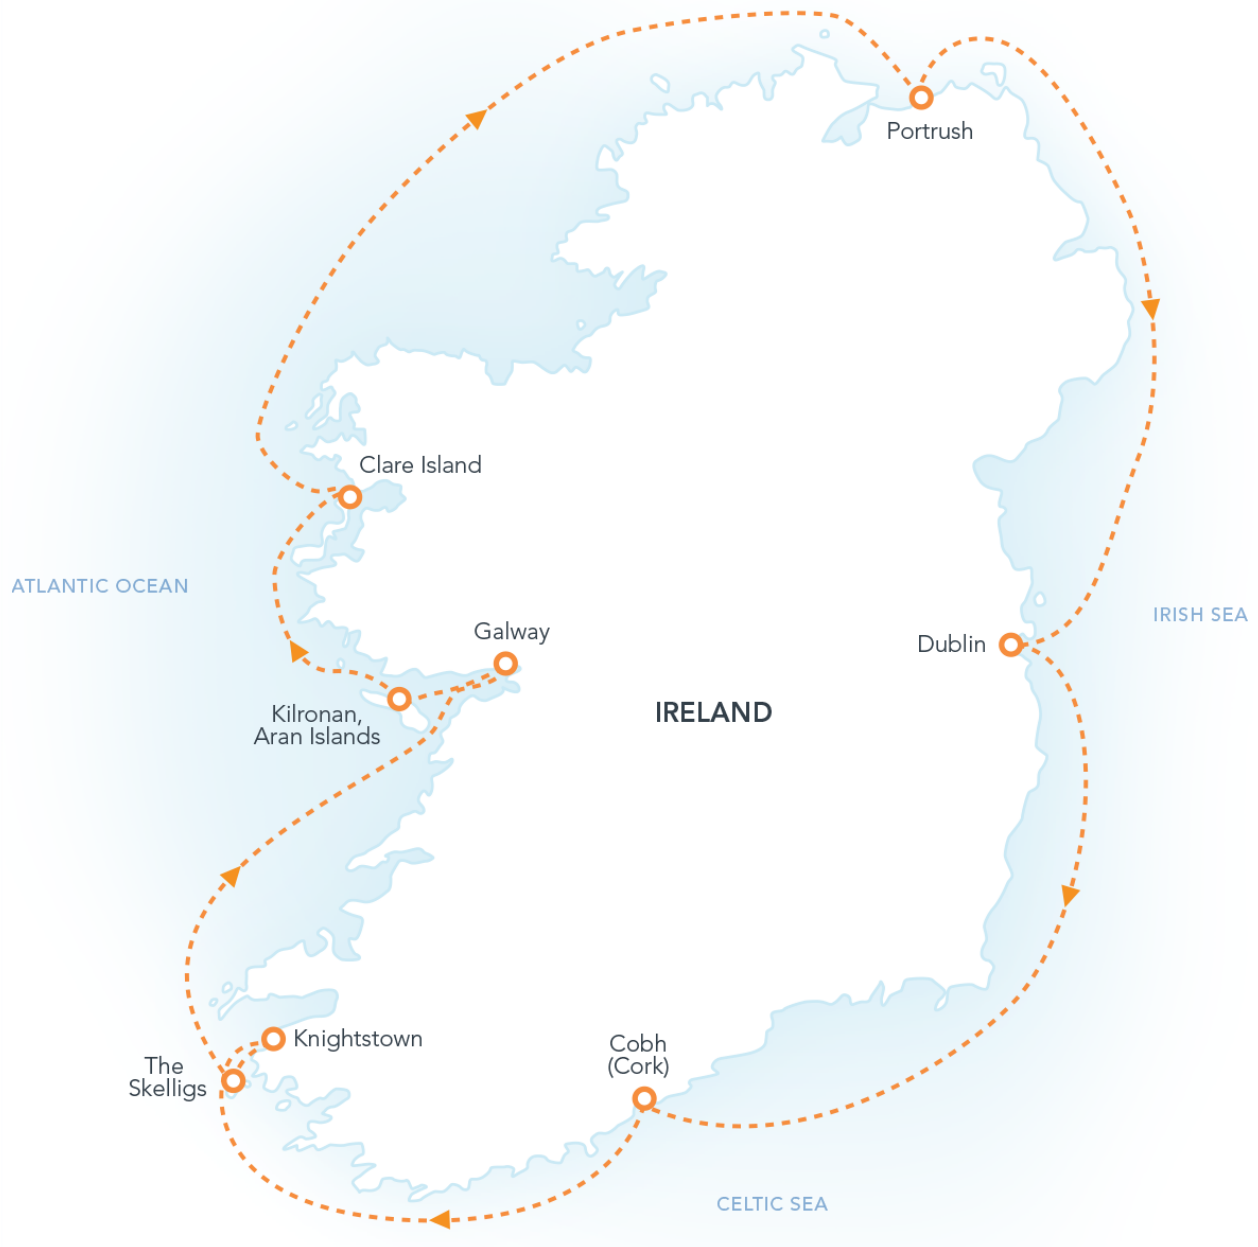 Portrush
Clare Island
ATLANTIC OCEAN
IRISH SEA
Galway
Dublin
Kilronan,
Aran Islands
IRELAND
Knightstown
Cobh
(Cork)
The
Skelligs
CELTIC SEA